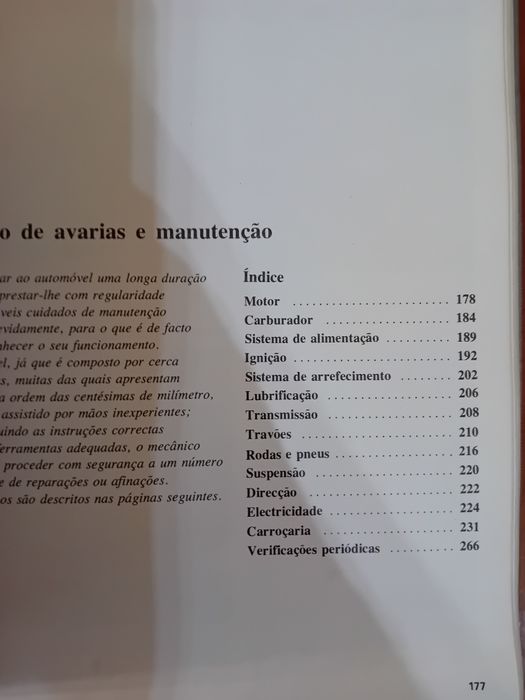 o de avarias e manutenção
ar ao automóvel uma longa duração
prestar-lhe com regularidade
veis cuidados de manutenção
vidamente, para o que é de facto
hecer o seu funcionamento.
el, já que é composto por cerca
s, muitas das quais apresentam
a ordem das centésimas de milímetro,
assistido por mãos inexperientes;
uindo as instruções correctas
erramentas adequadas, o mecânico
proceder com segurança a um número
e de reparações ou afinações.
os são descritos nas páginas seguintes.
Índice
Motor ....................... 178
Carburador .................. 184
Sistema de alimentação .......... 189
Ignição ....................... 192
Sistema de arrefecimento ........ 202
Lubrificação ................... 206
Transmissão .................... 208
Travões ....................... 210
Rodas e pneus .................. 216
Suspensão ...................... 220
Direcção ...................... 222
Electricidade ................... 224
Carroçaria .................... 231
Verificações periódicas .......... 266
177